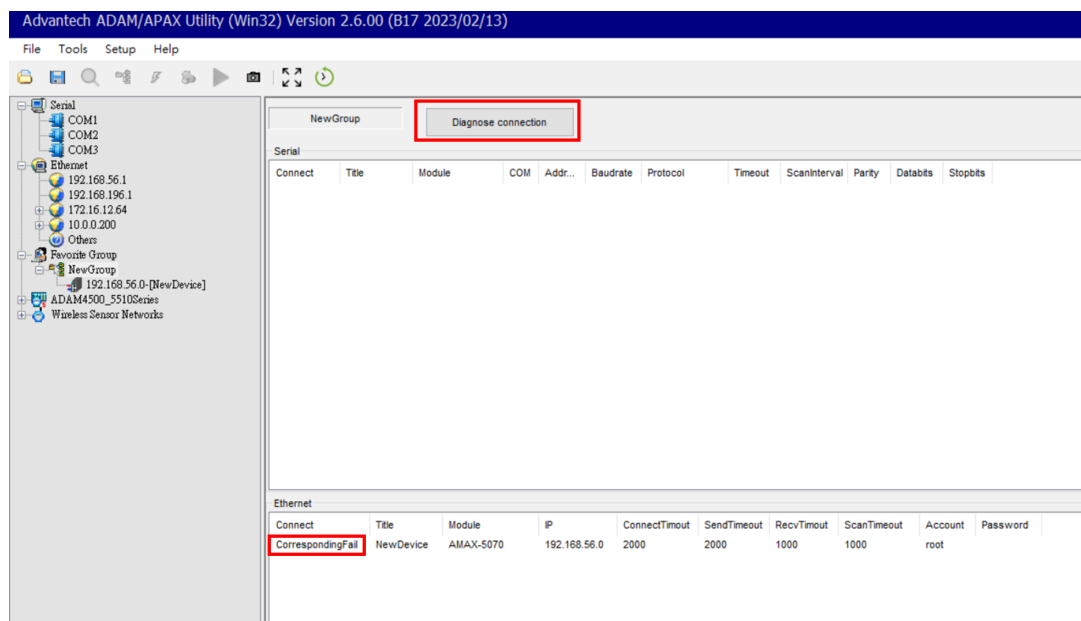 Advantech ADAM/APAX Utility (Win32) Version 2.6.00 (B17 2023/02/13)
File Tools Setup Help
Serial
COM1
COM2
COM3
Ethernet
192.168.56.1
192.168.196.1
172.16.12.64
10.0.0.200
Others
Favorite Group
NewGroup
192.168.56.0-[NewDevice]
ADAM4500_5510Series
Wireless Sensor Networks
NewGroup Diagnose connection
Serial
Connect Title Module COM Addr... Baudrate Protocol Timeout ScanInterval Parity Databits Stopbits
Ethernet
Connect Title Module IP ConnectTimout SendTimeout RecvTimout ScanTimeout Account Password
CorrespondingFail NewDevice AMAX-5070 192.168.56.0 2000 2000 1000 1000 root